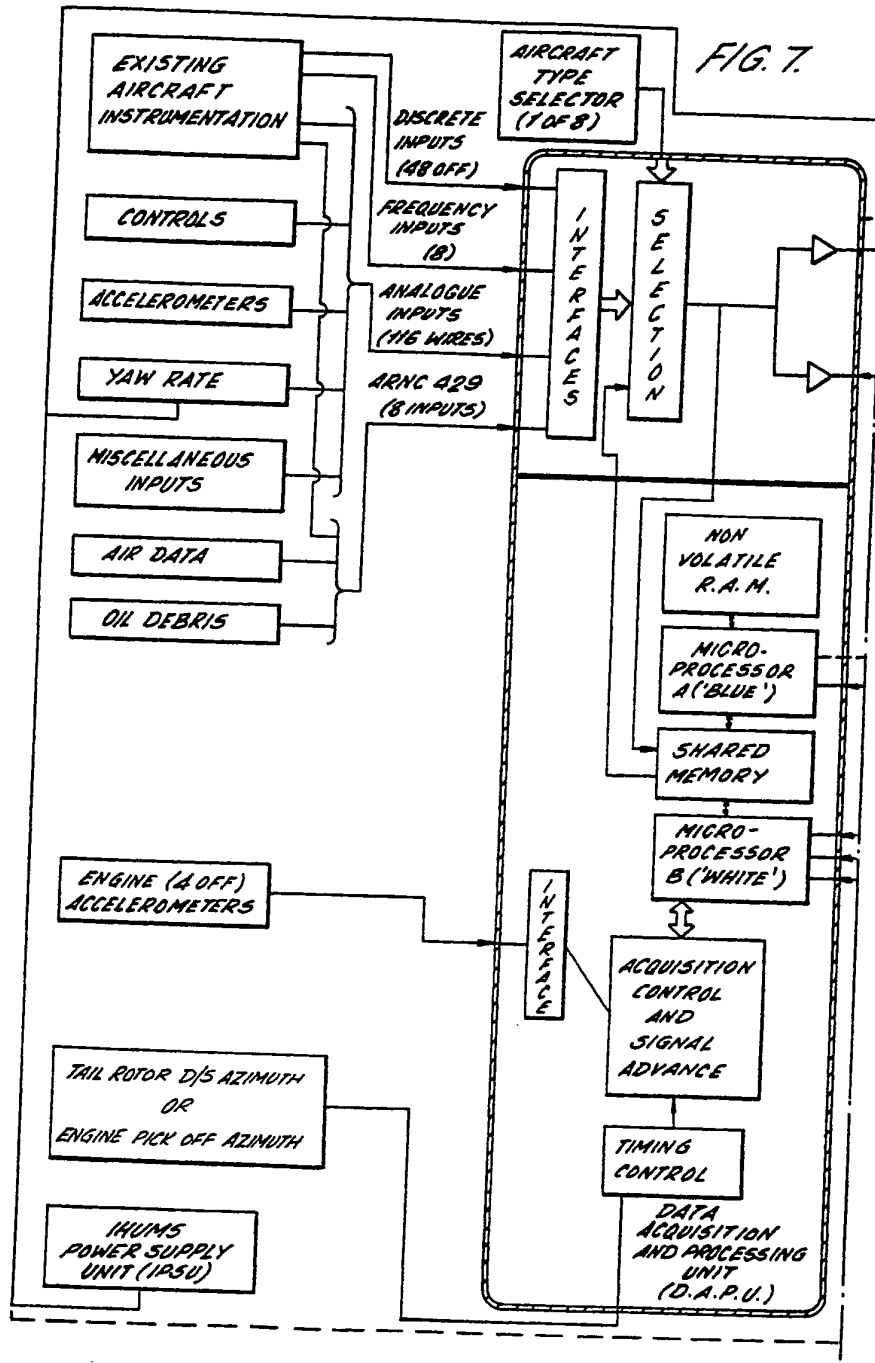 FIG. 7.
EXISTING
AIRCRAFT
INSTRUMENTATION
AIRCRAFT
TYPE
SELECTOR
(1 OF 8)
DISCRETE
INPUTS
(48 OFF)
CONTROLS
FREQUENCY
INPUTS
(8)
ACCELEROMETERS
ANALOGUE
INPUTS
(116 WIRES)
YAW RATE
ARNC 429
(8 INPUTS)
MISCELLANEOUS
INPUTS
AIR DATA
OIL DEBRIS
INTERFACES
SELECTION
NON
VOLATILE
R.A.M.
MICRO-
PROCESSOR
A ('BLUE')
SHARED
MEMORY
MICRO-
PROCESSOR
B ('WHITE')
ENGINE (4 OFF)
ACCELEROMETERS
INTERFACE
ACQUISITION
CONTROL
AND
SIGNAL
ADVANCE
TAIL ROTOR D/S AZIMUTH
OR
ENGINE PICK OFF AZIMUTH
TIMING
CONTROL
IHUMS
POWER SUPPLY
UNIT (IPSU)
DATA
ACQUISITION
AND PROCESSING
UNIT
(D.A.P.U.)